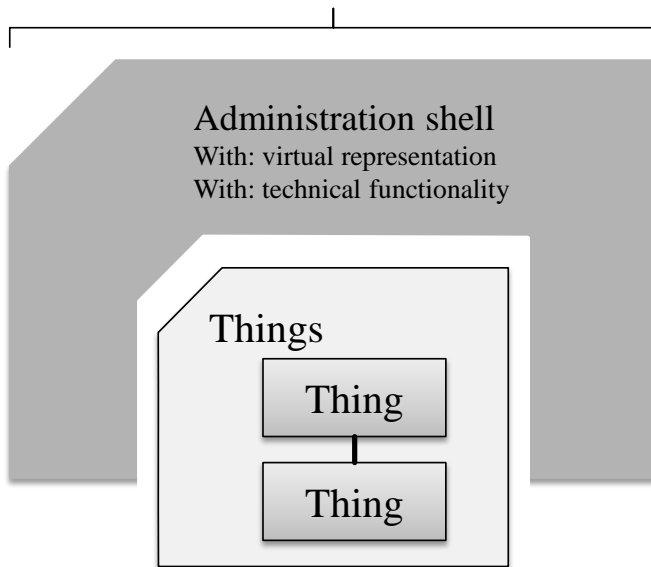 Administration shell
With: virtual representation
With: technical functionality
Things
Thing
Thing